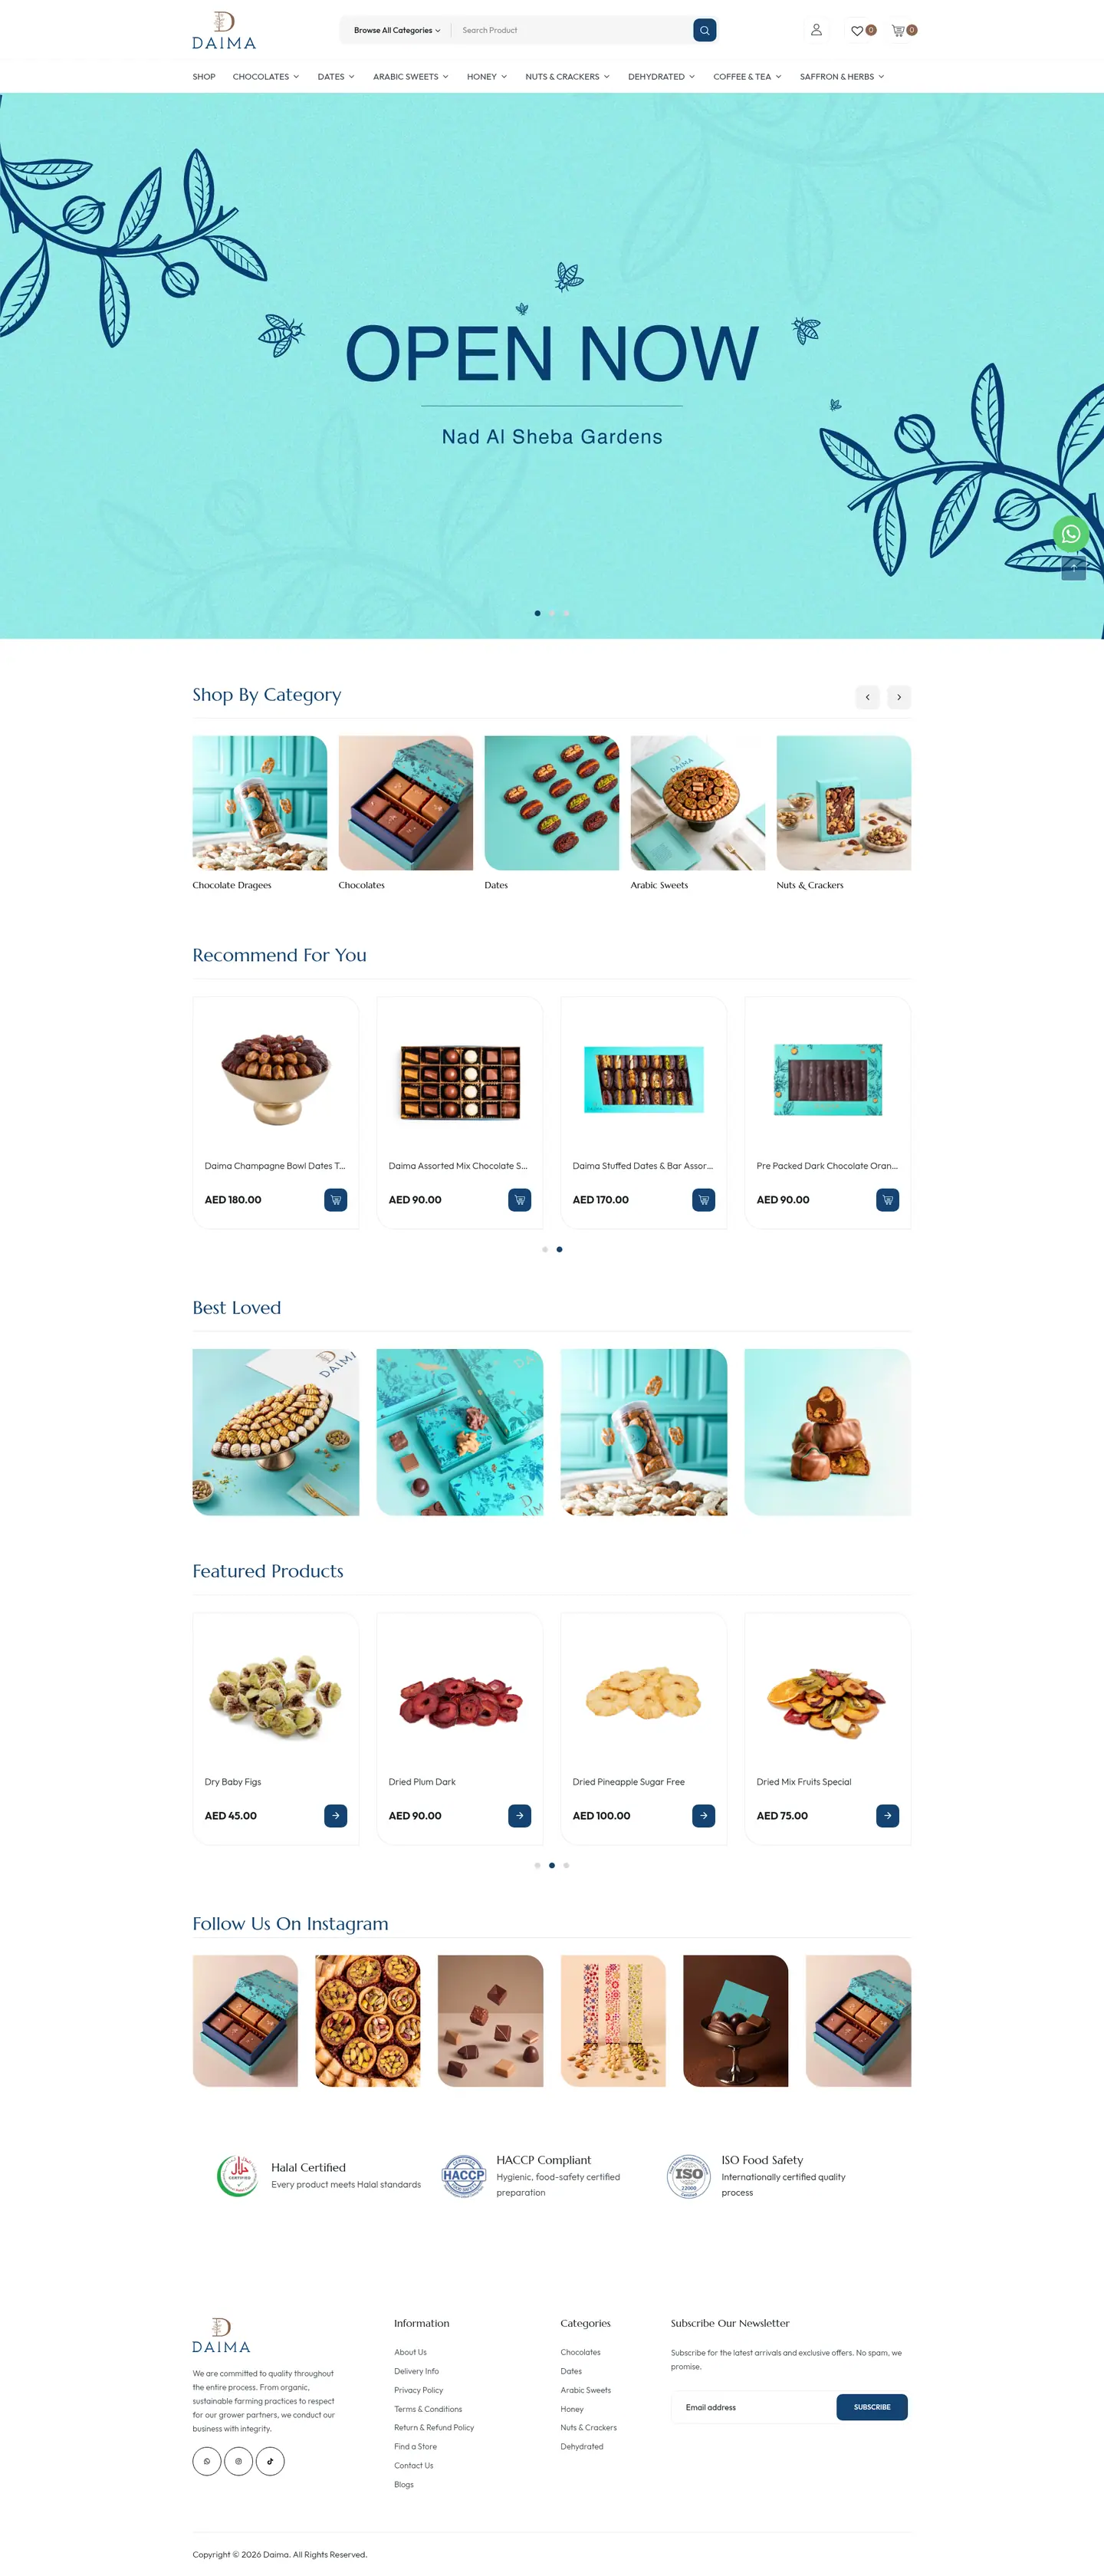 DAIMA
Browse All Categories
Search Product
0
0
SHOP
CHOCOLATES
DATES
ARABIC SWEETS
HONEY
NUTS & CRACKERS
DEHYDRATED
COFFEE & TEA
SAFFRON & HERBS
OPEN NOW
Nad Al Sheba Gardens
Shop By Category
DAIMA
Chocolate Dragees
Chocolates
Dates
Arabic Sweets
Nuts & Crackers
Recommend For You
Daima Champagne Bowl Dates T...
Daima Assorted Mix Chocolate S...
Daima Stuffed Dates & Bar Assor...
Pre Packed Dark Chocolate Oran...
AED 180.00
AED 90.00
AED 170.00
AED 90.00
Best Loved
DAIMA
Featured Products
Dry Baby Figs
Dried Plum Dark
Dried Pineapple Sugar Free
Dried Mix Fruits Special
AED 45.00
AED 90.00
AED 100.00
AED 75.00
Follow Us On Instagram
حلال
CERTIFIED
Halal Certified
Every product meets Halal standards
HACCP
HACCP Compliant
Hygienic, food-safety certified
preparation
ISO
22000
ISO Food Safety
Internationally certified quality
process
DAIMA
We are committed to quality throughout
the entire process. From organic,
sustainable farming practices to respect
for our grower partners, we conduct our
business with integrity.
Information
About Us
Delivery Info
Privacy Policy
Terms & Conditions
Return & Refund Policy
Find a Store
Contact Us
Blogs
Categories
Chocolates
Dates
Arabic Sweets
Honey
Nuts & Crackers
Dehydrated
Subscribe Our Newsletter
Subscribe for the latest arrivals and exclusive offers. No spam, we
promise.
Email address
SUBSCRIBE
Copyright © 2026 Daima. All Rights Reserved.